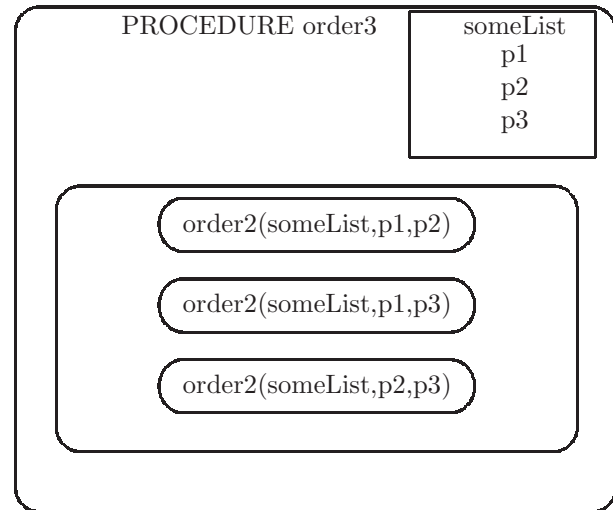 PROCEDURE order3 someList
p1
p2
p3
order2(someList,p1,p2)
order2(someList,p1,p3)
order2(someList,p2,p3)